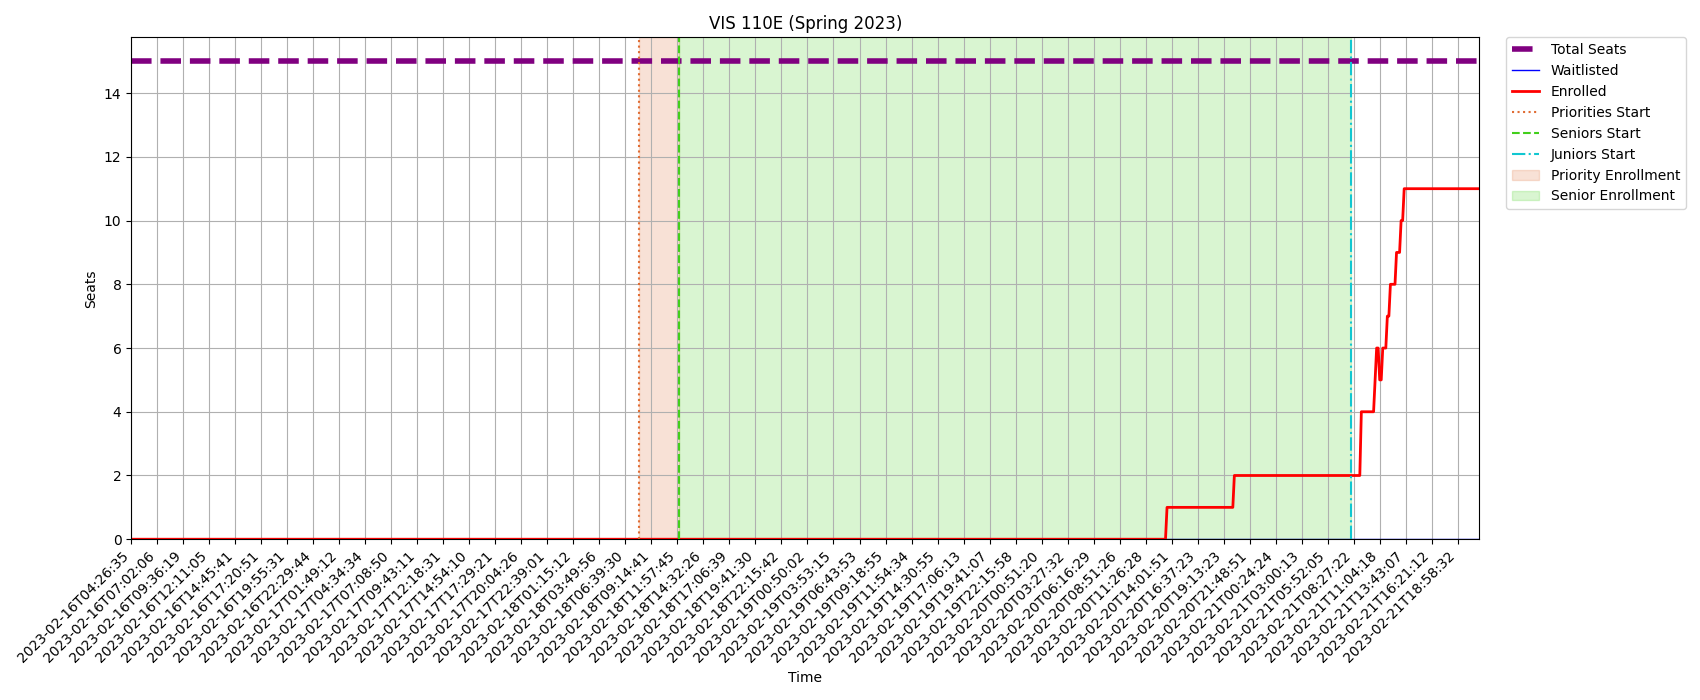 VIS 110E (Spring 2023)
Total Seats
Waitlisted
Enrolled
Priorities Start
Seniors Start
Juniors Start
Priority Enrollment
Senior Enrollment
Seats
14
12
10
8
6
4
2
0
2023-02-16T04:26:35
2023-02-16T07:02:06
2023-02-16T09:36:19
2023-02-16T12:11:05
2023-02-16T14:45:41
2023-02-16T17:20:51
2023-02-16T19:55:31
2023-02-16T22:29:44
2023-02-17T01:49:12
2023-02-17T04:34:34
2023-02-17T07:08:50
2023-02-17T09:43:11
2023-02-17T12:18:31
2023-02-17T14:54:10
2023-02-17T17:29:21
2023-02-17T20:04:26
2023-02-17T22:39:01
2023-02-18T01:15:12
2023-02-18T03:49:56
2023-02-18T06:39:30
2023-02-18T09:14:41
2023-02-18T11:57:45
2023-02-18T14:32:26
2023-02-18T17:06:39
2023-02-18T19:41:30
2023-02-18T22:15:42
2023-02-19T00:50:02
2023-02-19T03:53:15
2023-02-19T06:43:53
2023-02-19T09:18:55
2023-02-19T11:54:34
2023-02-19T14:30:55
2023-02-19T17:06:13
2023-02-19T19:41:07
2023-02-19T22:15:58
2023-02-20T00:51:20
2023-02-20T03:27:32
2023-02-20T06:16:29
2023-02-20T08:51:26
2023-02-20T11:26:28
2023-02-20T14:01:51
2023-02-20T16:37:23
2023-02-20T19:13:23
2023-02-20T21:48:51
2023-02-21T00:24:24
2023-02-21T03:00:13
2023-02-21T05:52:05
2023-02-21T08:27:22
2023-02-21T11:04:18
2023-02-21T13:43:07
2023-02-21T16:21:12
2023-02-21T18:58:32
Time